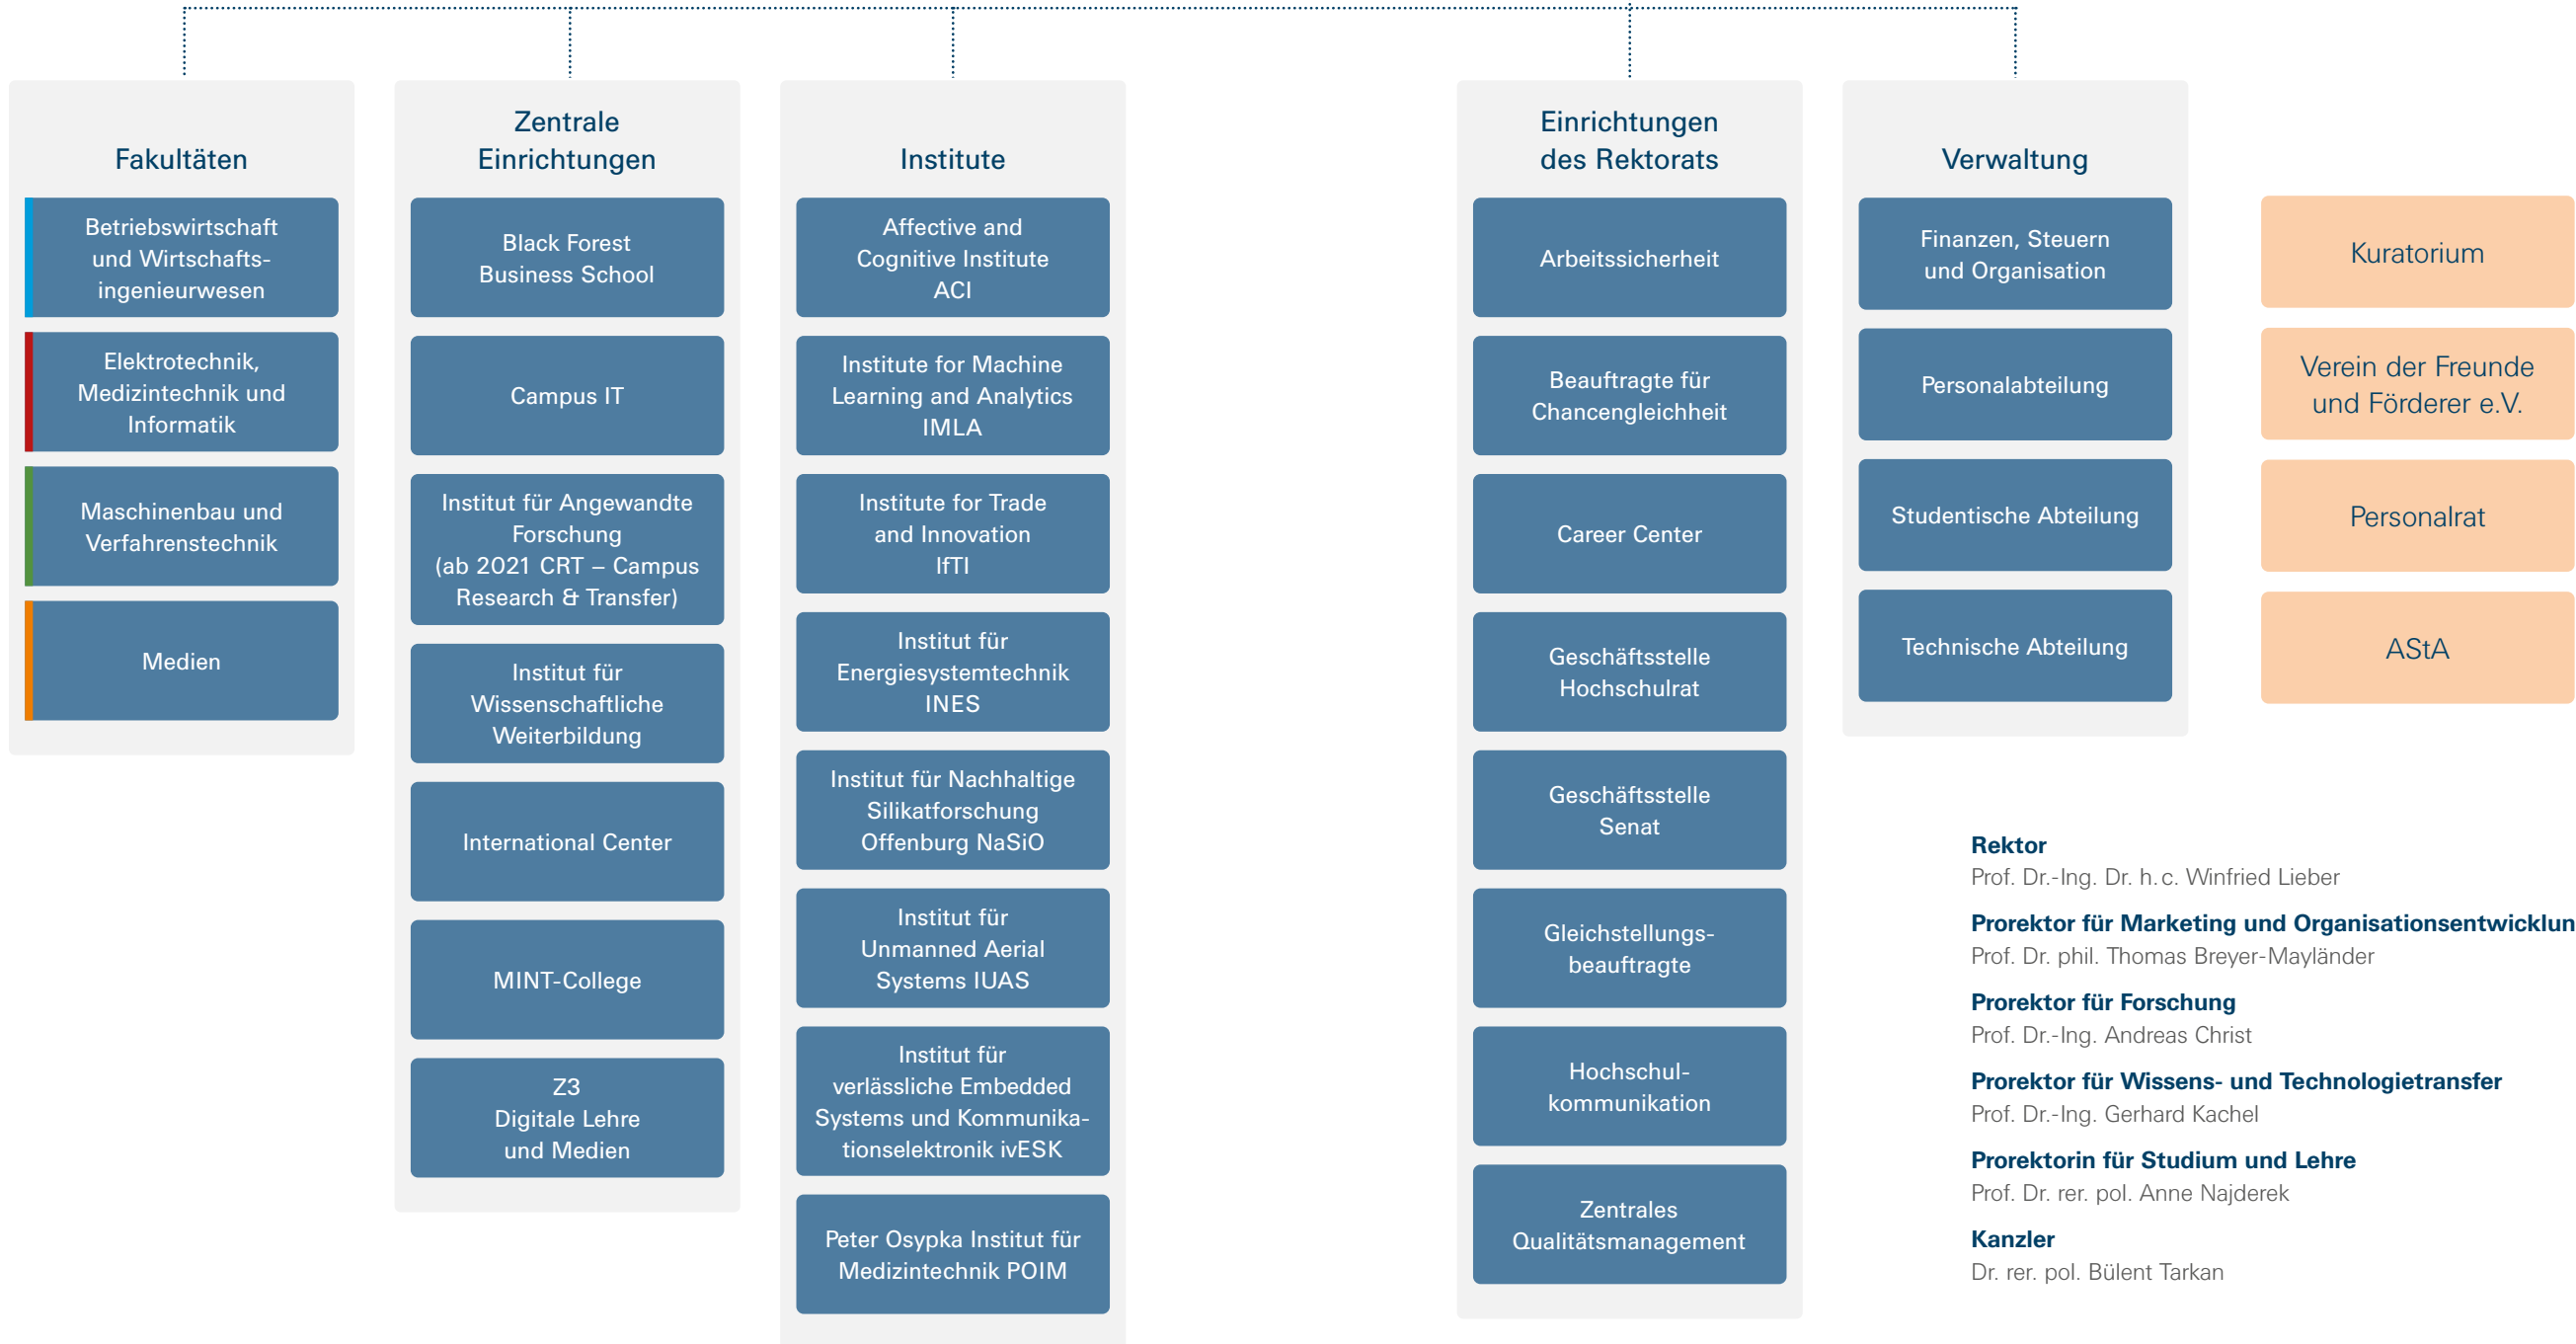 Fakultäten
Betriebswirtschaft
und Wirtschafts-
ingenieurwesen
Elektrotechnik,
Medizintechnik und
Informatik
Maschinenbau und
Verfahrenstechnik
Medien
Zentrale
Einrichtungen
Black Forest
Business School
Campus IT
Institut für Angewandte
Forschung
(ab 2021 CRT – Campus
Research & Transfer)
Institut für
Wissenschaftliche
Weiterbildung
International Center
MINT-College
Z3
Digitale Lehre
und Medien
Institute
Affective and
Cognitive Institute
ACI
Institute for Machine
Learning and Analytics
IMLA
Institute for Trade
and Innovation
IfTI
Institut für
Energiesystemtechnik
INES
Institut für Nachhaltige
Silikatforschung
Offenburg NaSiO
Institut für
Unmanned Aerial
Systems IUAS
Institut für
verlässliche Embedded
Systems und Kommunika-
tionselektronik ivESK
Peter Osypka Institut für
Medizintechnik POIM
Einrichtungen
des Rektorats
Arbeitssicherheit
Beauftragte für
Chancengleichheit
Career Center
Geschäftsstelle
Hochschulrat
Geschäftsstelle
Senat
Gleichstellungs-
beauftragte
Hochschul-
kommunikation
Zentrales
Qualitätsmanagement
Verwaltung
Finanzen, Steuern
und Organisation
Personalabteilung
Studentische Abteilung
Technische Abteilung
Kuratorium
Verein der Freunde
und Förderer e.V.
Personalrat
AStA
Rektor
Prof. Dr.-Ing. Dr. h. c. Winfried Lieber
Prorektor für Marketing und Organisationsentwicklun
Prof. Dr. phil. Thomas Breyer-Mayländer
Prorektor für Forschung
Prof. Dr.-Ing. Andreas Christ
Prorektor für Wissens- und Technologietransfer
Prof. Dr.-Ing. Gerhard Kachel
Prorektorin für Studium und Lehre
Prof. Dr. rer. pol. Anne Najderek
Kanzler
Dr. rer. pol. Bülent Tarkan